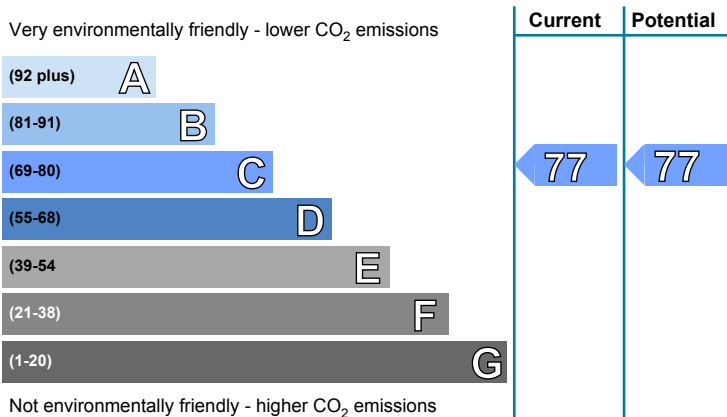 Very environmentally friendly - lower CO2 emissions
Current Potential
(92 plus) A
(81-91) B
(69-80) C
77 77
(55-68) D
(39-54 E
(21-38) F
(1-20) G
Not environmentally friendly - higher CO2 emissions